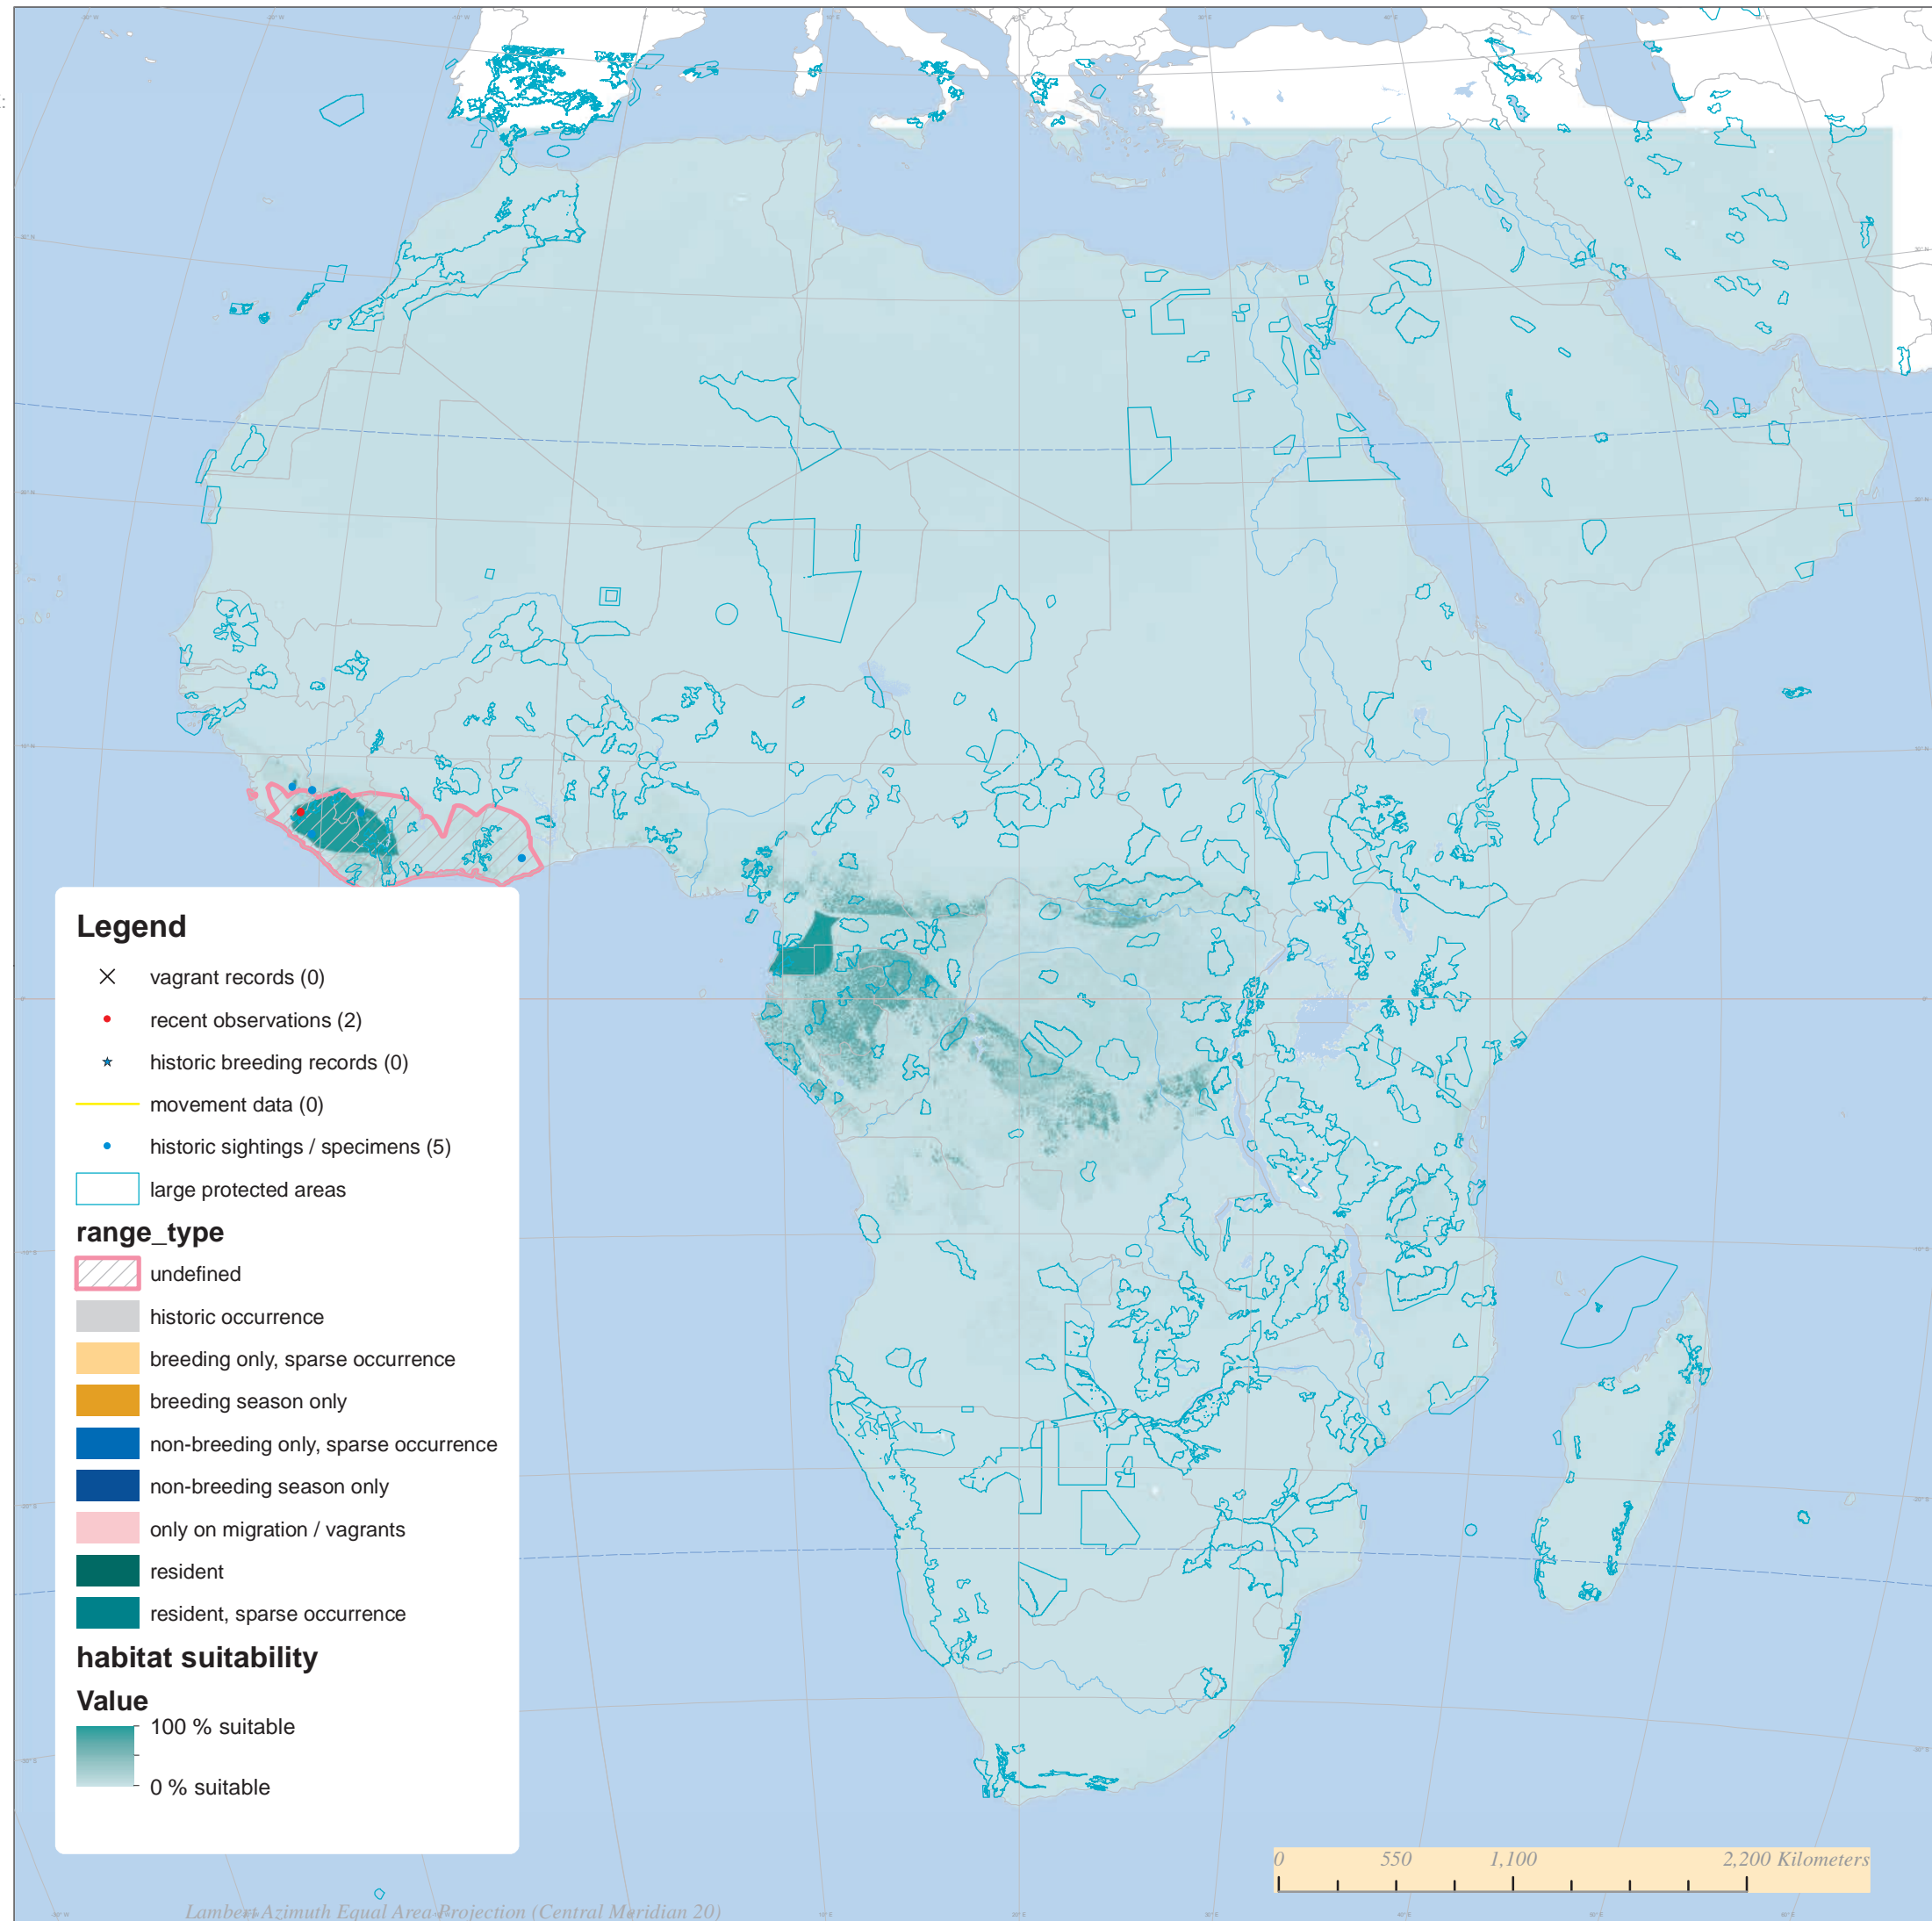 Legend
vagrant records (0)
recent observations (2)
historic breeding records (0)
movement data (0)
historic sightings / specimens (5)
large protected areas
range_type
undefined
historic occurrence
breeding only, sparse occurrence
breeding season only
non-breeding only, sparse occurrence
non-breeding season only
only on migration / vagrants
resident
resident, sparse occurrence
habitat suitability
Value
100 % suitable
0 % suitable
0 550 1,100 2,200 Kilometers
Lambert Azimuth Equal Area Projection (Central Meridian 20)